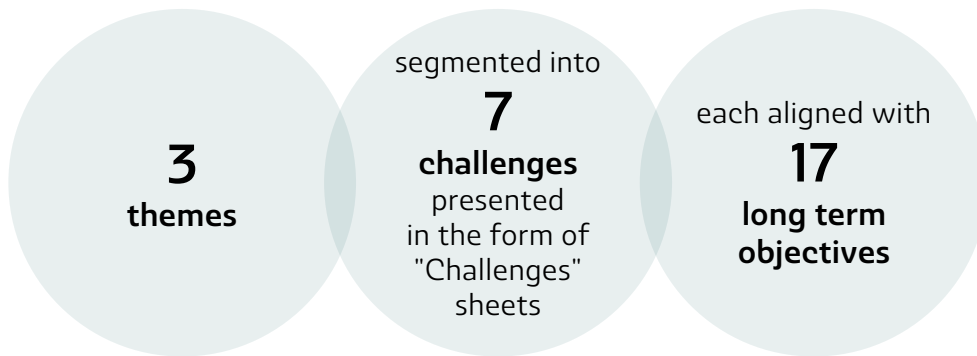 3
themes
segmented into
7
challenges
presented
in the form of
"Challenges"
sheets
each aligned with
17
long term
objectives